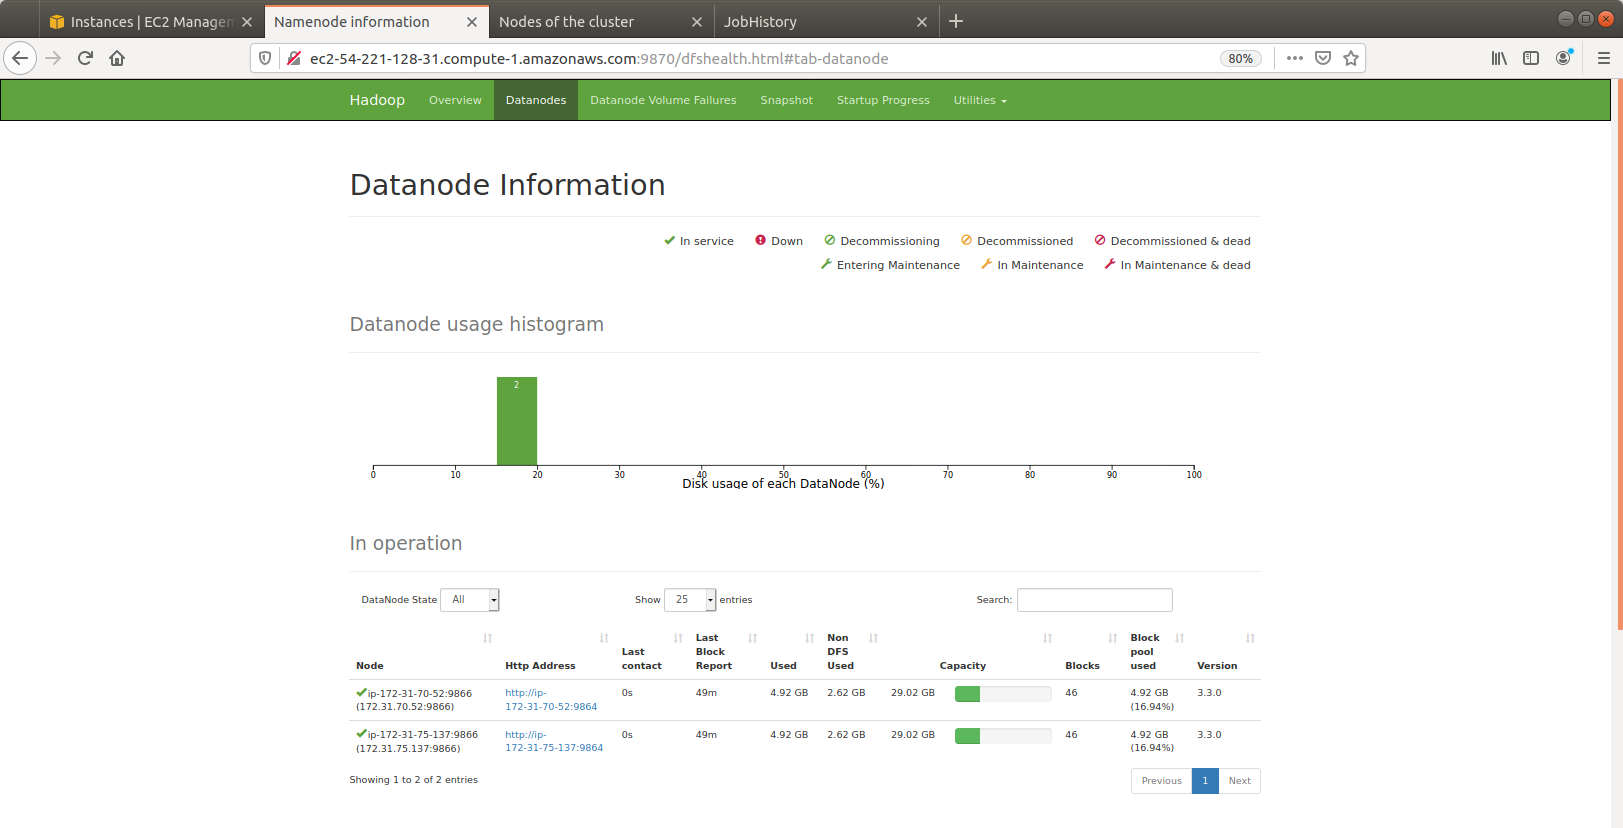 Instances | EC2 Managem
Namenode information
Nodes of the cluster
JobHistory
ec2-54-221-128-31.compute-1.amazonaws.com:9870/dfshealth.html#tab-datanode
80%
Hadoop Overview Datanodes Datanode Volume Failures Snapshot Startup Progress Utilities
Datanode Information
In service Down Decommissioning Decommissioned Decommissioned & dead
Entering Maintenance In Maintenance In Maintenance & dead
Datanode usage histogram
2
0 10 20 30 40 50 60 70 80 90 100
Disk usage of each DataNode (%)
In operation
DataNode State All Show 25 entries Search:
Node Http Address Last contact Last Block Report Used Non DFS Used Capacity Blocks Block pool used Version
ip-172-31-70-52:9866 http://ip- 0s 49m 4.92 GB 2.62 GB 29.02 GB 46 4.92 GB 3.3.0
(172.31.70.52:9866) 172-31-70-52:9864 (16.94%)
ip-172-31-75-137:9866 http://ip- 0s 49m 4.92 GB 2.62 GB 29.02 GB 46 4.92 GB 3.3.0
(172.31.75.137:9866) 172-31-75-137:9864 (16.94%)
Showing 1 to 2 of 2 entries
Previous 1 Next